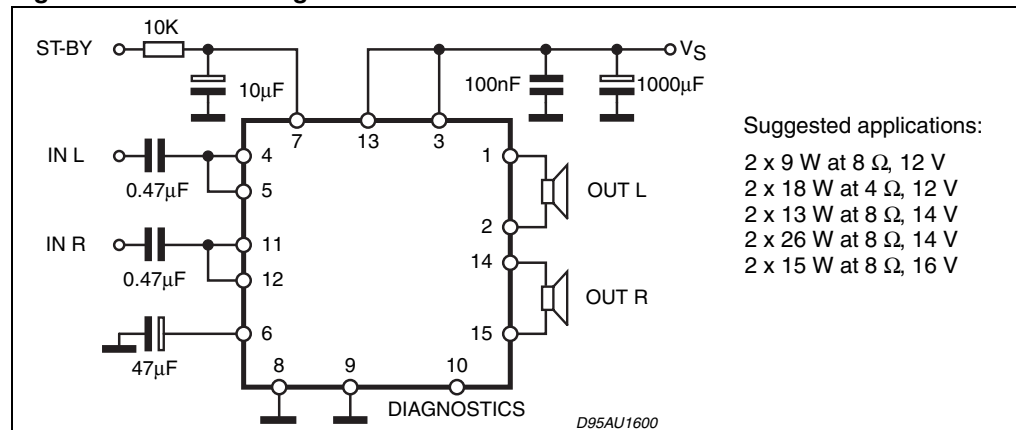 ST-BY
10K
10μF
VS
100nF
1000μF
7
13
3
IN L
0.47μF
4
5
IN R
0.47μF
11
12
47μF
6
8
9
10
DIAGNOSTICS
1
2
OUT L
14
15
OUT R
D95AU1600
Suggested applications:
2 x 9 W at 8 Ω, 12 V
2 x 18 W at 4 Ω, 12 V
2 x 13 W at 8 Ω, 14 V
2 x 26 W at 8 Ω, 14 V
2 x 15 W at 8 Ω, 16 V